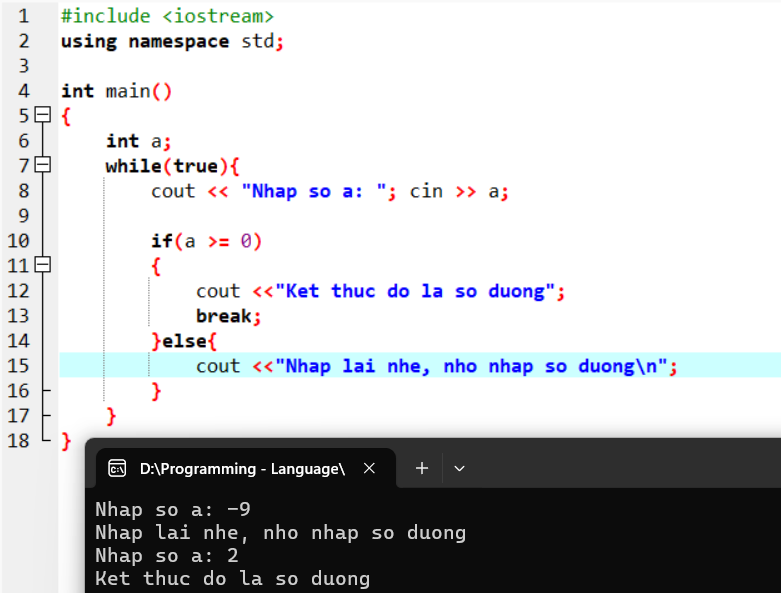 1 #include <iostream>
2 using namespace std;
3
4 int main()
5 {
6 int a;
7 while(true){
8 cout << "Nhap so a: "; cin >> a;
9
10 if(a >= 0)
11 {
12 cout <<"Ket thuc do la so duong";
13 break;
14 }else{
15 cout <<"Nhap lai nhe, nho nhap so duong\n";
16 }
17 }
18 }
D:\Programming - Language\
Nhap so a: -9
Nhap lai nhe, nho nhap so duong
Nhap so a: 2
Ket thuc do la so duong